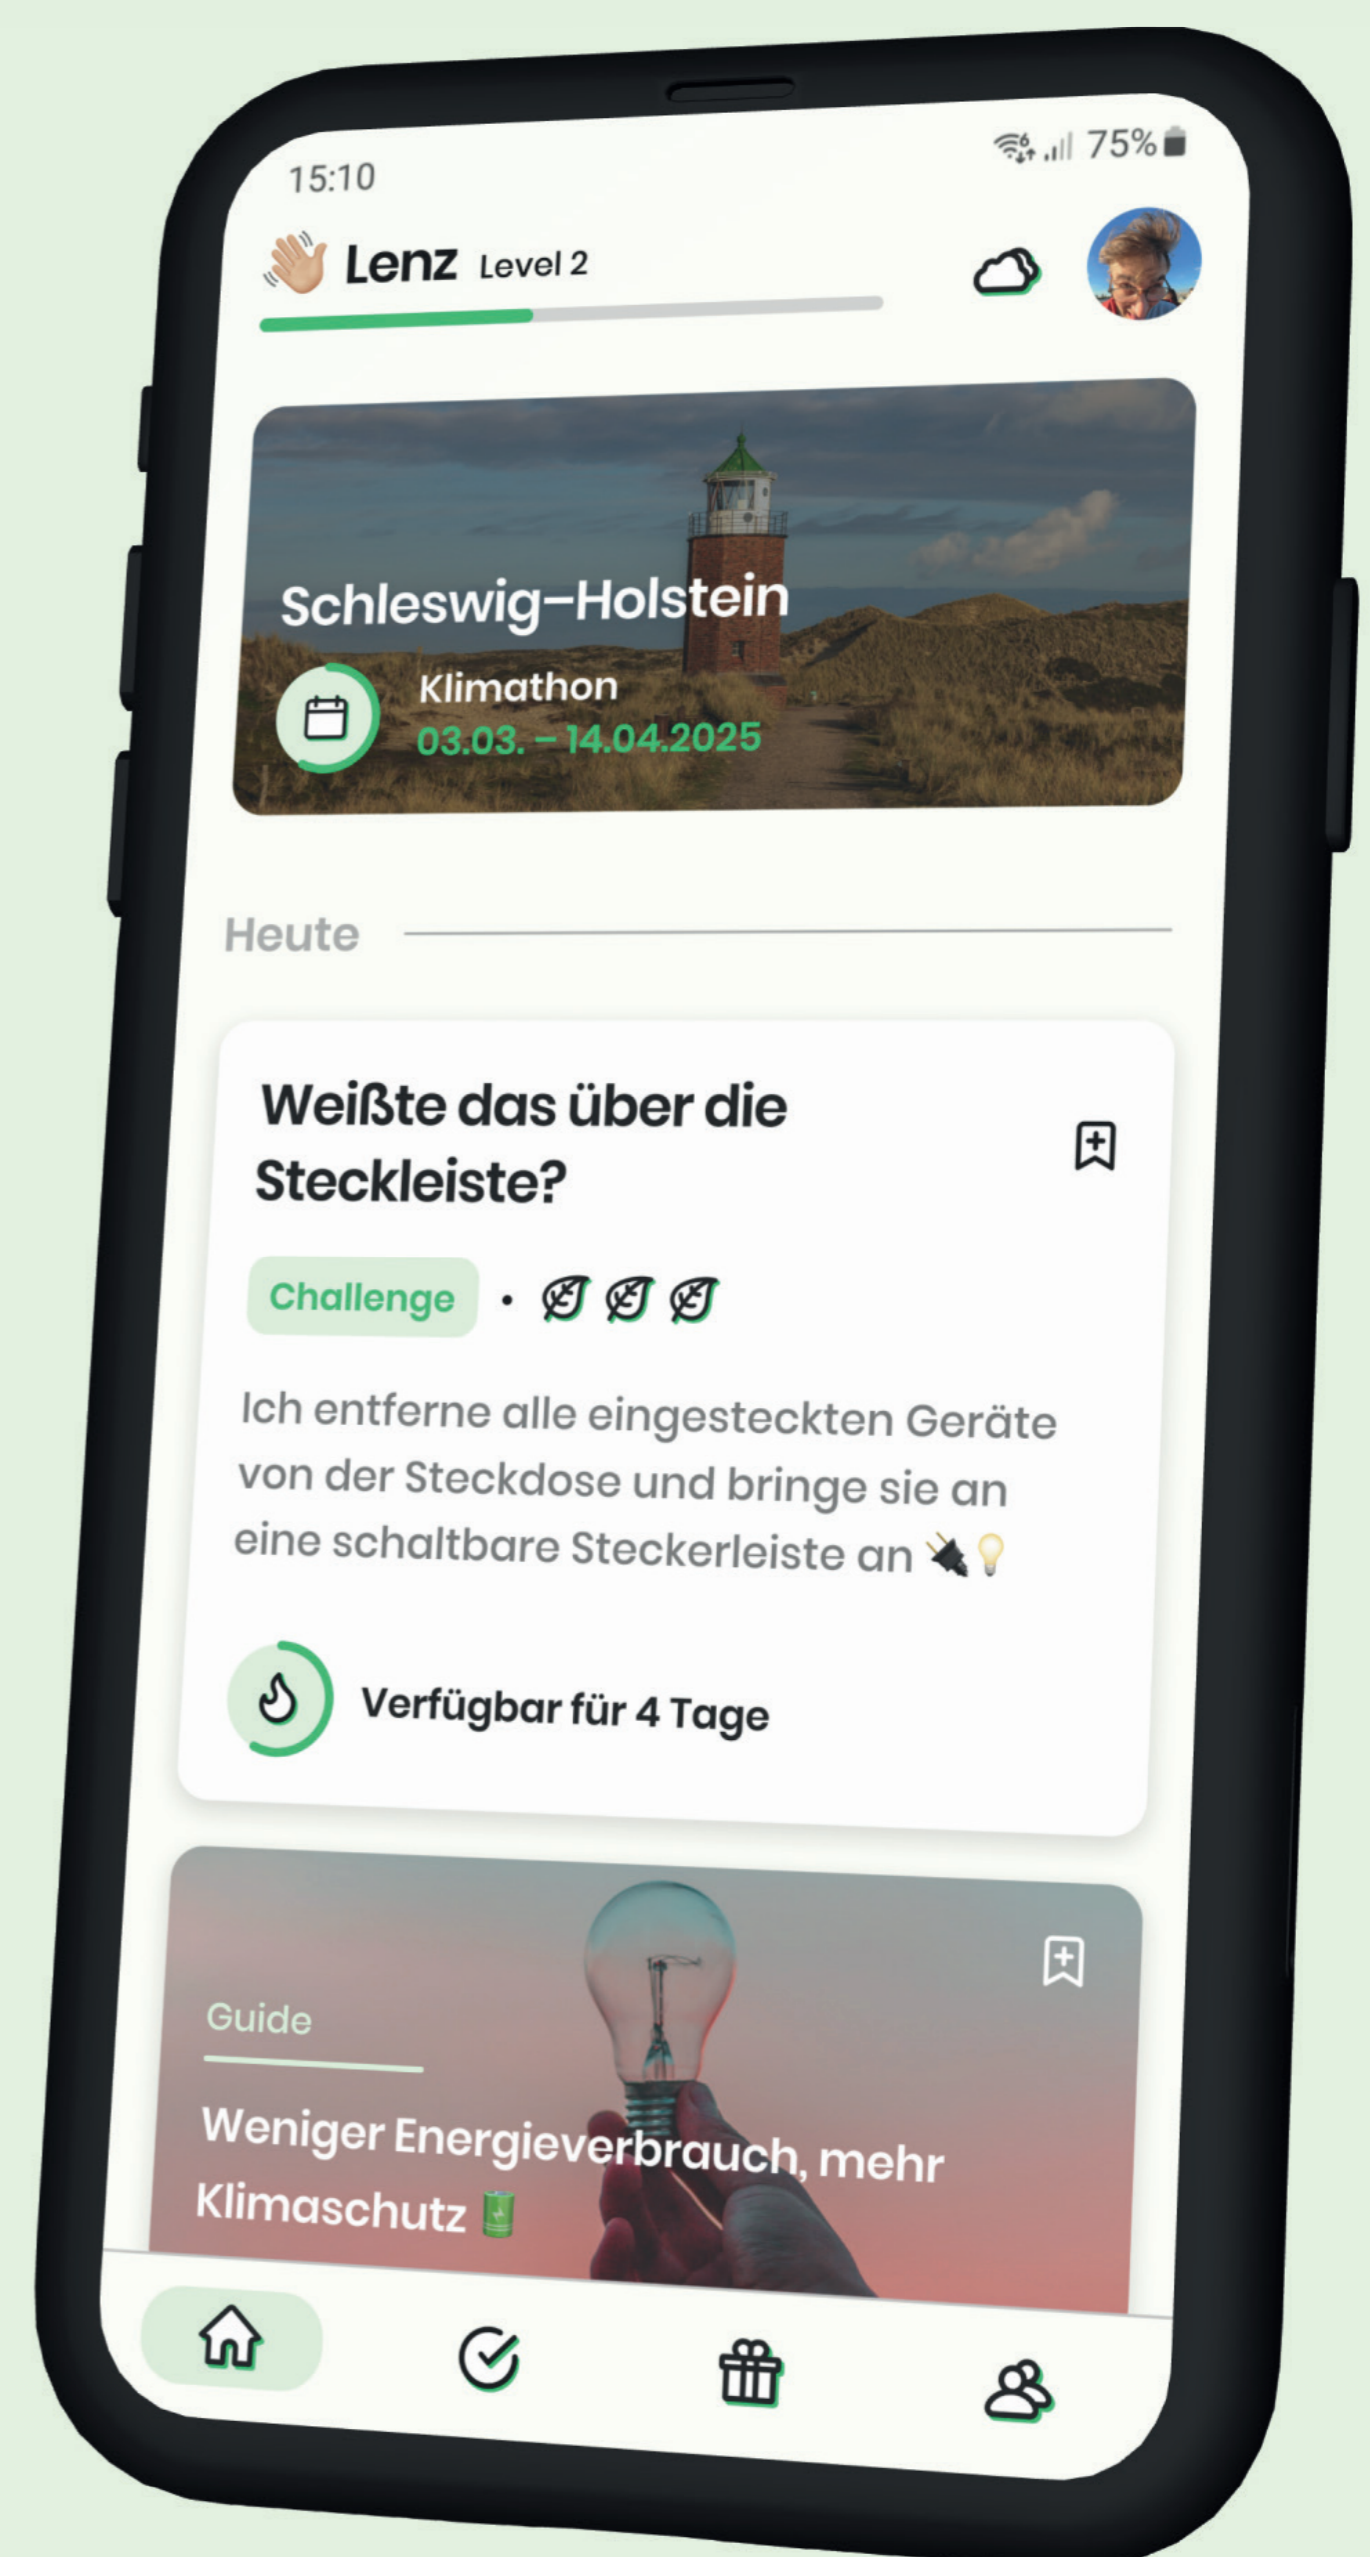 15:10
75%
Lenz Level 2
Schleswig-Holstein
Klimathon
03.03. – 14.04.2025
Heute
Weißte das über die
Steckleiste?
Challenge
Ich entferne alle eingesteckten Geräte
von der Steckdose und bringe sie an
eine schaltbare Steckerleiste an
Verfügbar für 4 Tage
Guide
Weniger Energieverbrauch, mehr
Klimaschutz